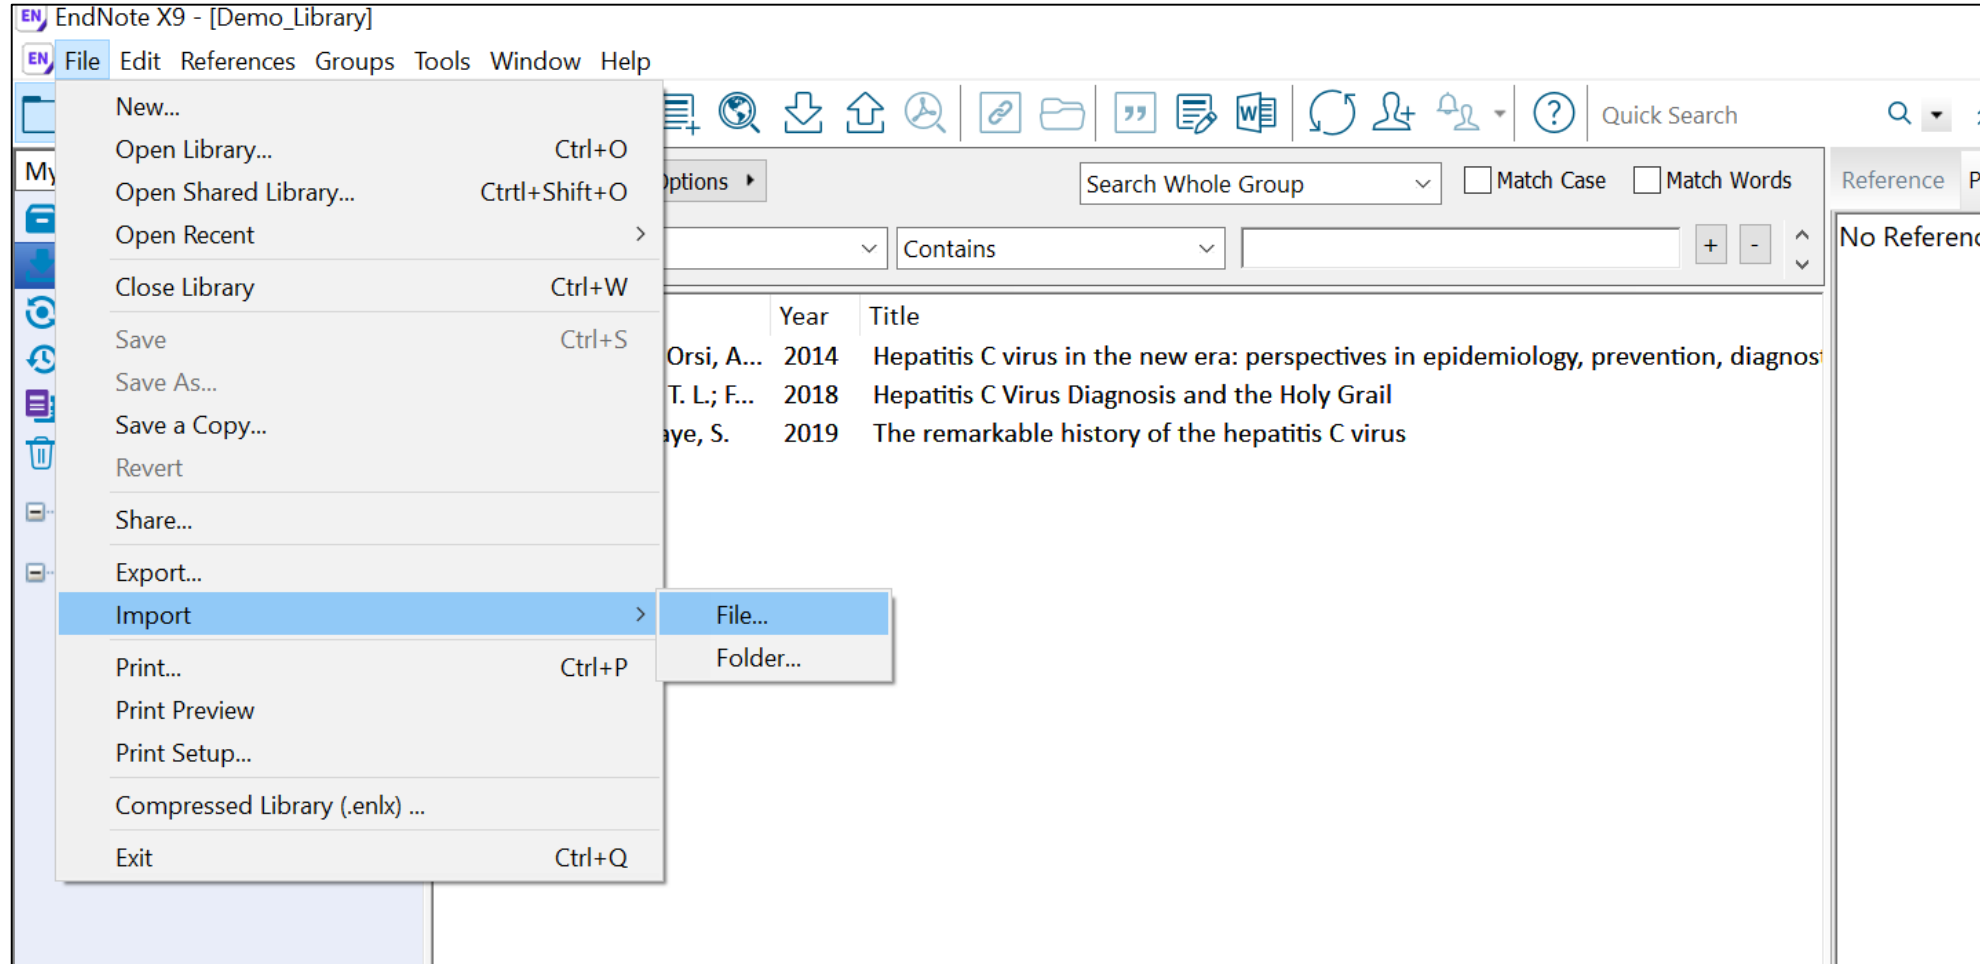 EN EndNote X9 - [Demo_Library]
EN File Edit References Groups Tools Window Help
New...
Open Library... Ctrl+O
Open Shared Library... Ctrtl+Shift+O
Open Recent
Close Library Ctrl+W
Save Ctrl+S
Save As...
Save a Copy...
Revert
Share...
Export...
Import
Print... Ctrl+P
Print Preview
Print Setup...
Compressed Library (.enlx) ...
Exit Ctrl+Q
File...
Folder...
W
Quick Search
My
ptions
Search Whole Group
Match Case
Match Words
Contains
+ -
Reference P
No Referen
Year Title
Orsi, A... 2014 Hepatitis C virus in the new era: perspectives in epidemiology, prevention, diagnost
T. L.; F... 2018 Hepatitis C Virus Diagnosis and the Holy Grail
aye, S. 2019 The remarkable history of the hepatitis C virus